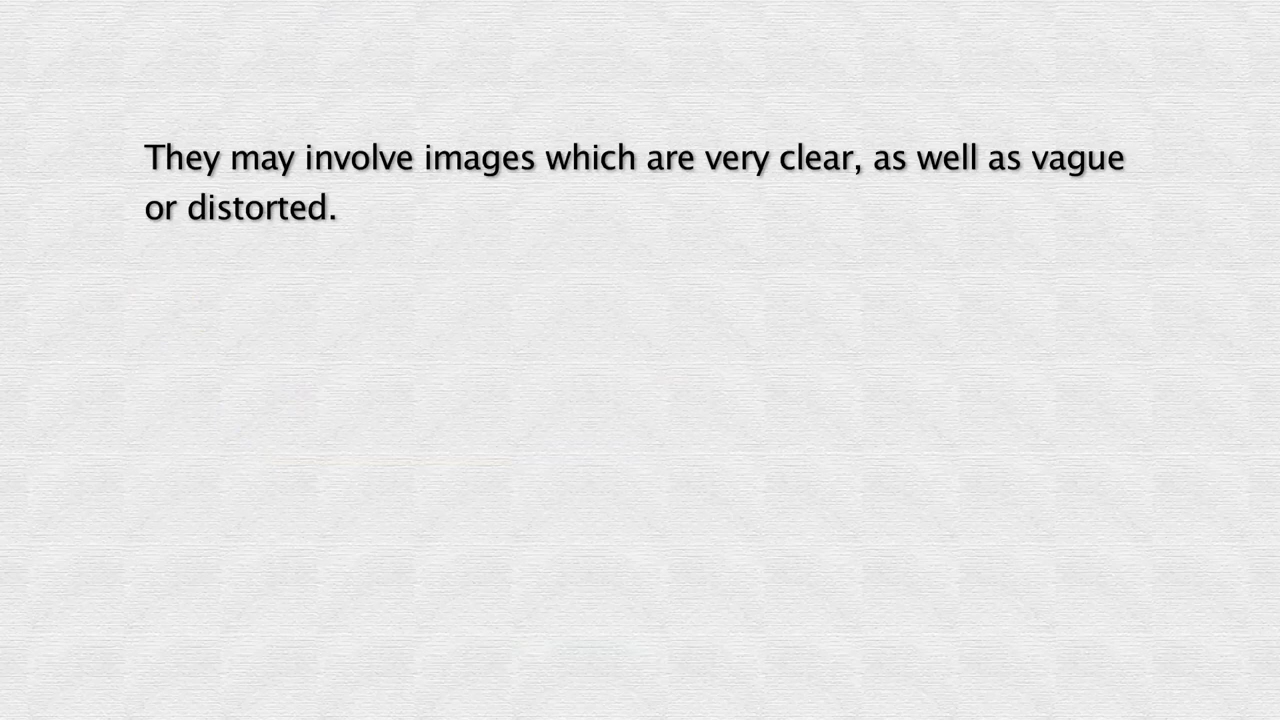 They may involve images which are very clear, as well as vague
or distorted.